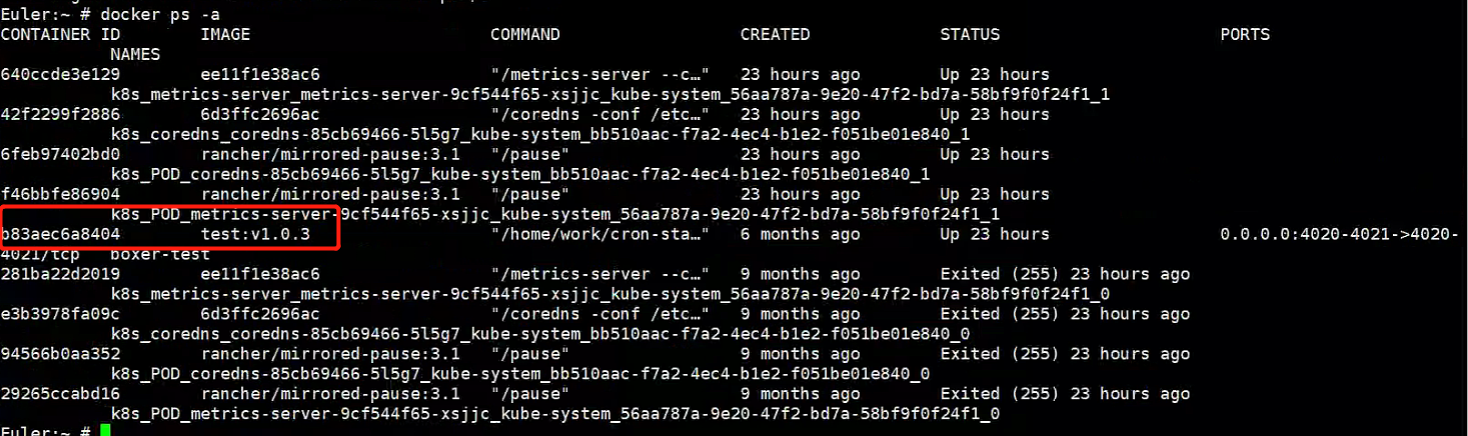 Euler:~ # docker ps -a
CONTAINER ID        IMAGE                        COMMAND                  CREATED             STATUS                      PORTS
           NAMES
640ccde3e129        ee11f1e38ac6                 "/metrics-server --c…"   23 hours ago        Up 23 hours
           k8s_metrics-server_metrics-server-9cf544f65-xsjjc_kube-system_56aa787a-9e20-47f2-bd7a-58bf9f0f24f1_1
42f2299f2886        6d3ffc2696ac                 "/coredns -conf /etc…"   23 hours ago        Up 23 hours
           k8s_coredns_coredns-85cb69466-5l5g7_kube-system_bb510aac-f7a2-4ec4-b1e2-f051be01e840_1
6feb97402bd0        rancher/mirrored-pause:3.1   "/pause"                 23 hours ago        Up 23 hours
           k8s_POD_coredns-85cb69466-5l5g7_kube-system_bb510aac-f7a2-4ec4-b1e2-f051be01e840_1
f46bbfe86904        rancher/mirrored-pause:3.1   "/pause"                 23 hours ago        Up 23 hours
           k8s_POD_metrics-server-9cf544f65-xsjjc_kube-system_56aa787a-9e20-47f2-bd7a-58bf9f0f24f1_1
b83aec6a8404        test:v1.0.3                  "/home/work/cron-sta…"   6 months ago        Up 23 hours                 0.0.0.0:4020-4021->4020-
4021/tcp   boxer-test
281ba22d2019        ee11f1e38ac6                 "/metrics-server --c…"   9 months ago        Exited (255) 23 hours ago
           k8s_metrics-server_metrics-server-9cf544f65-xsjjc_kube-system_56aa787a-9e20-47f2-bd7a-58bf9f0f24f1_0
e3b3978fa09c        6d3ffc2696ac                 "/coredns -conf /etc…"   9 months ago        Exited (255) 23 hours ago
           k8s_coredns_coredns-85cb69466-5l5g7_kube-system_bb510aac-f7a2-4ec4-b1e2-f051be01e840_0
94566b0aa352        rancher/mirrored-pause:3.1   "/pause"                 9 months ago        Exited (255) 23 hours ago
           k8s_POD_coredns-85cb69466-5l5g7_kube-system_bb510aac-f7a2-4ec4-b1e2-f051be01e840_0
29265ccabd16        rancher/mirrored-pause:3.1   "/pause"                 9 months ago        Exited (255) 23 hours ago
           k8s_POD_metrics-server-9cf544f65-xsjjc_kube-system_56aa787a-9e20-47f2-bd7a-58bf9f0f24f1_0
Euler:~ #